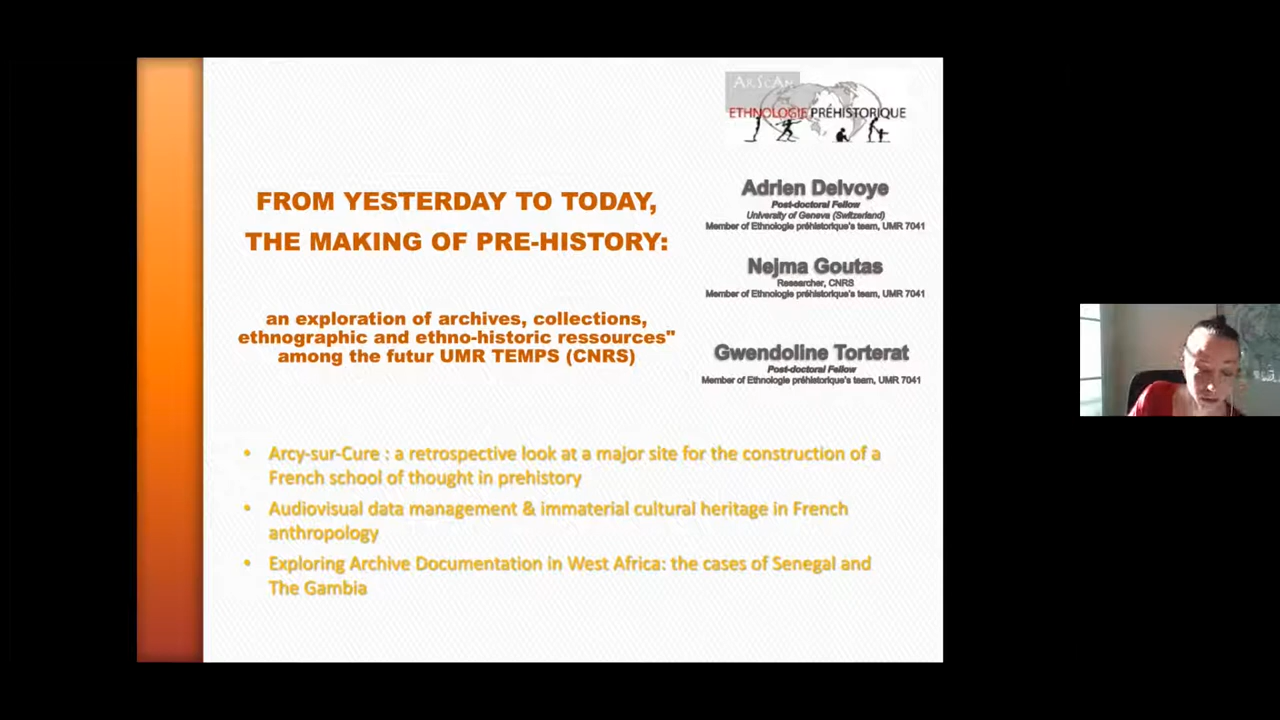 ArScAn
ETHNOLOGIE PRÉHISTORIQUE
FROM YESTERDAY TO TODAY,
THE MAKING OF PRE-HISTORY:
an exploration of archives, collections,
ethnographic and ethno-historic ressources"
among the futur UMR TEMPS (CNRS)
Adrien Delvoye
Post-doctoral Fellow
University of Geneva (Switzerland)
Member of Ethnologie préhistorique's team, UMR 7041
Nejma Goutas
Researcher, CNRS
Member of Ethnologie préhistorique's team, UMR 7041
Gwendoline Torterat
Post-doctoral Fellow
Member of Ethnologie préhistorique's team, UMR 7041
• Arcy-sur-Cure : a retrospective look at a major site for the construction of a
French school of thought in prehistory
• Audiovisual data management & immaterial cultural heritage in French
anthropology
• Exploring Archive Documentation in West Africa: the cases of Senegal and
The Gambia